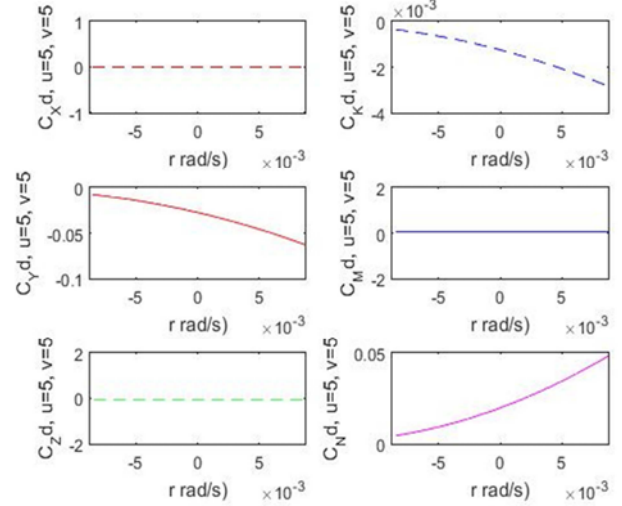 1
0
-1
C_X d, u=5, v=5
-5 0 5
r rad/s) ×10^-3
×10^-3
0
-2
-4
C_K d, u=5, v=5
-5 0 5
r rad/s) ×10^-3
0
-0.05
-0.1
C_Y d, u=5, v=5
-5 0 5
r rad/s) ×10^-3
2
0
-2
C_M d, u=5, v=5
-5 0 5
r rad/s) ×10^-3
2
0
-2
C_Z d, u=5, v=5
-5 0 5
r rad/s) ×10^-3
0.05
0
C_N d, u=5, v=5
-5 0 5
r rad/s) ×10^-3